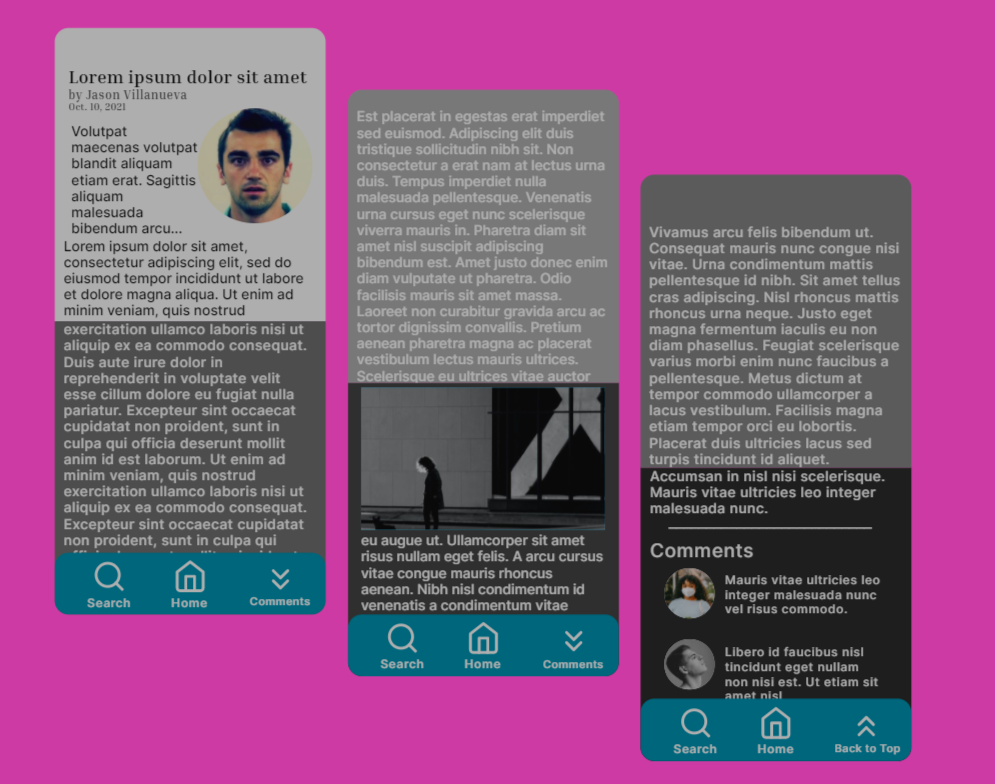 Lorem ipsum dolor sit amet
by Jason Villanueva
Oct. 10, 2021
Volutpat
maecenas volutpat
blandit aliquam
etiam erat. Sagittis
aliquam
malesuada
bibendum arcu...
Lorem ipsum dolor sit amet,
consectetur adipiscing elit, sed do
eiusmod tempor incididunt ut labore
et dolore magna aliqua. Ut enim ad
minim veniam, quis nostrud
exercitation ullamco laboris nisi ut
aliquip ex ea commodo consequat.
Duis aute irure dolor in
reprehenderit in voluptate velit
esse cillum dolore eu fugiat nulla
pariatur. Excepteur sint occaecat
cupidatat non proident, sunt in
culpa qui officia deserunt mollit
anim id est laborum. Ut enim ad
minim veniam, quis nostrud
exercitation ullamco laboris nisi ut
aliquip ex ea commodo consequat.
Excepteur sint occaecat cupidatat
non proident, sunt in culpa qui
Search
Home
Comments
Est placerat in egestas erat imperdiet
sed euismod. Adipiscing elit duis
tristique sollicitudin nibh sit. Non
consectetur a erat nam at lectus urna
duis. Tempus imperdiet nulla
malesuada pellentesque. Venenatis
urna cursus eget nunc scelerisque
viverra mauris in. Pharetra diam sit
amet nisl suscipit adipiscing
bibendum est. Amet justo donec enim
diam vulputate ut pharetra. Odio
facilisis mauris sit amet massa.
Laoreet non curabitur gravida arcu ac
tortor dignissim convallis. Pretium
aenean pharetra magna ac placerat
vestibulum lectus mauris ultrices.
Scelerisque eu ultrices vitae auctor
eu augue ut. Ullamcorper sit amet
risus nullam eget felis. A arcu cursus
vitae congue mauris rhoncus
aenean. Nibh nisl condimentum id
venenatis a condimentum vitae
Search
Home
Comments
Vivamus arcu felis bibendum ut.
Consequat mauris nunc congue nisi
vitae. Urna condimentum mattis
pellentesque id nibh. Sit amet tellus
cras adipiscing. Nisl rhoncus mattis
rhoncus urna neque. Justo eget
magna fermentum iaculis eu non
diam phasellus. Feugiat scelerisque
varius morbi enim nunc faucibus a
pellentesque. Metus dictum at
tempor commodo ullamcorper a
lacus vestibulum. Facilisis magna
etiam tempor orci eu lobortis.
Placerat duis ultricies lacus sed
turpis tincidunt id aliquet.
Accumsan in nisl nisi scelerisque.
Mauris vitae ultricies leo integer
malesuada nunc.
Comments
Mauris vitae ultricies leo
integer malesuada nunc
vel risus commodo.
Libero id faucibus nisl
tincidunt eget nullam
non nisi est. Ut etiam sit
amet nisl
Search
Home
Back to Top